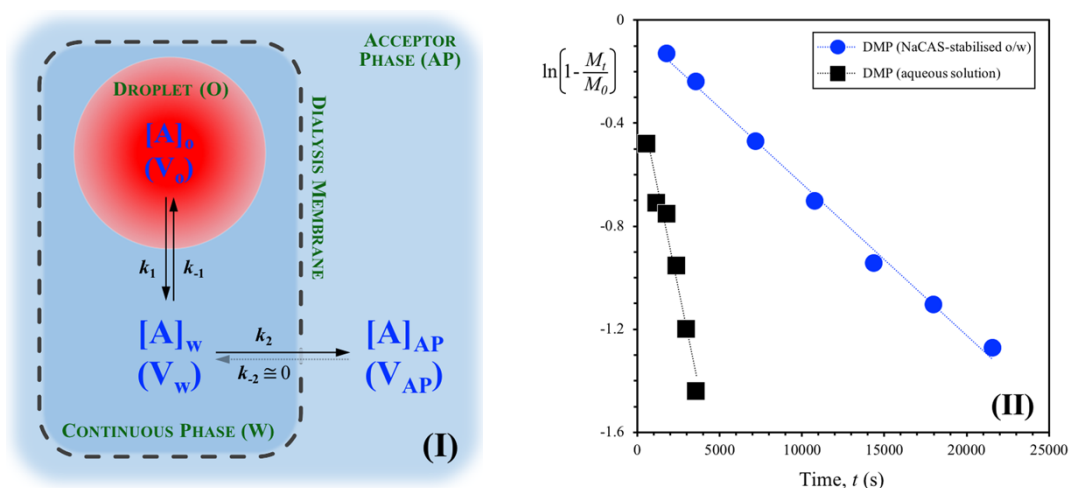 ACCEPTOR
PHASE (AP)
DROPLET (O)
[A]o
(Vo)
DIALYSIS MEMBRANE
k1
k-1
[A]w
(Vw)
k2
k-2 ≅ 0
[A]AP
(VAP)
CONTINUOUS PHASE (W)
(I)
ln[1-Mt/M0]
0
-0.4
-0.8
-1.2
-1.6
DMP (NaCAS-stabilised o/w)
DMP (aqueous solution)
(II)
0 5000 10000 15000 20000 25000
Time, t (s)